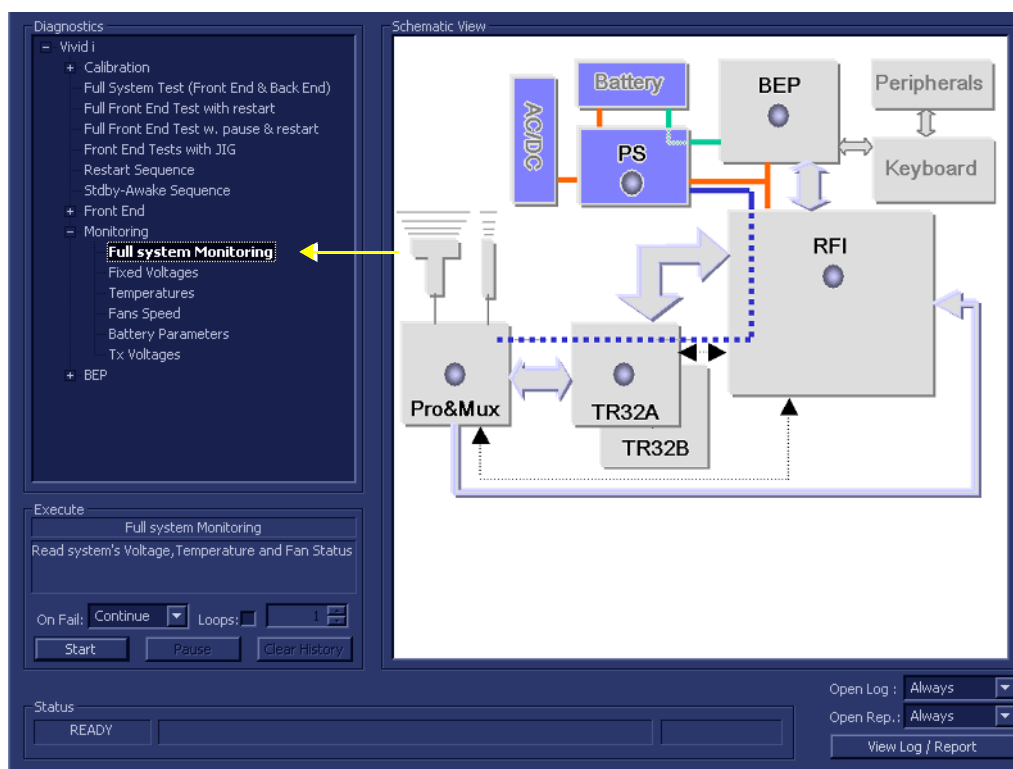 Diagnostics
Vivid i
Calibration
Full System Test (Front End & Back End)
Full Front End Test with restart
Full Front End Test w. pause & restart
Front End Tests with JIG
Restart Sequence
Stdby-Awake Sequence
Front End
Monitoring
Full system Monitoring
Fixed Voltages
Temperatures
Fans Speed
Battery Parameters
Tx Voltages
BEP
Execute
Full system Monitoring
Read system's Voltage,Temperature and Fan Status
On Fail: Continue Loops: 1
Start Pause Clear History
Schematic View
Battery
AC/DC
PS
BEP
Peripherals
Keyboard
RFI
Pro&Mux
TR32A
TR32B
Status
READY
Open Log : Always
Open Rep.: Always
View Log / Report